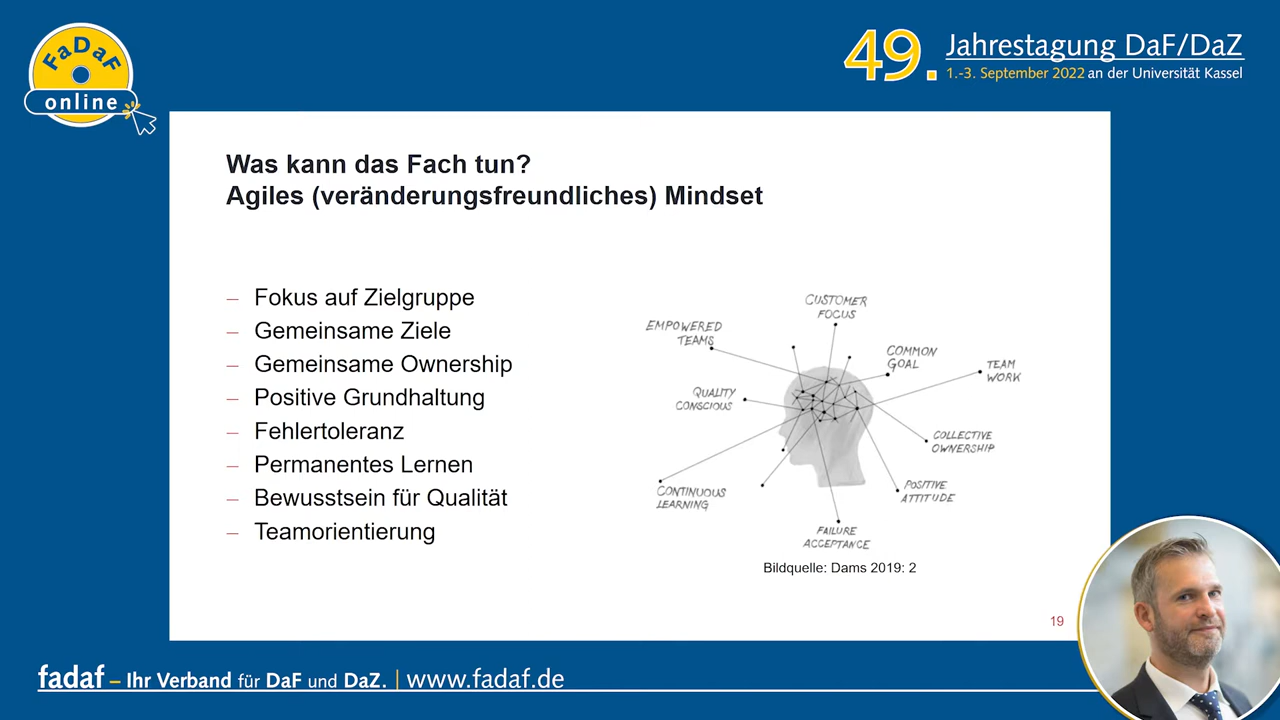 FaDaF
online
49. Jahrestagung DaF/DaZ
1.-3. September 2022 an der Universität Kassel
Was kann das Fach tun?
Agiles (veränderungsfreundliches) Mindset
– Fokus auf Zielgruppe
– Gemeinsame Ziele
– Gemeinsame Ownership
– Positive Grundhaltung
– Fehlertoleranz
– Permanentes Lernen
– Bewusstsein für Qualität
– Teamorientierung
CUSTOMER
FOCUS
EMPOWERED
TEAMS
COMMON
GOAL
TEAM
WORK
QUALITY
CONSCIOUS
COLLECTIVE
OWNERSHIP
CONTINUOUS
LEARNING
POSITIVE
ATTITUDE
FAILURE
ACCEPTANCE
Bildquelle: Dams 2019: 2
19
fadaf – Ihr Verband für DaF und DaZ. | www.fadaf.de